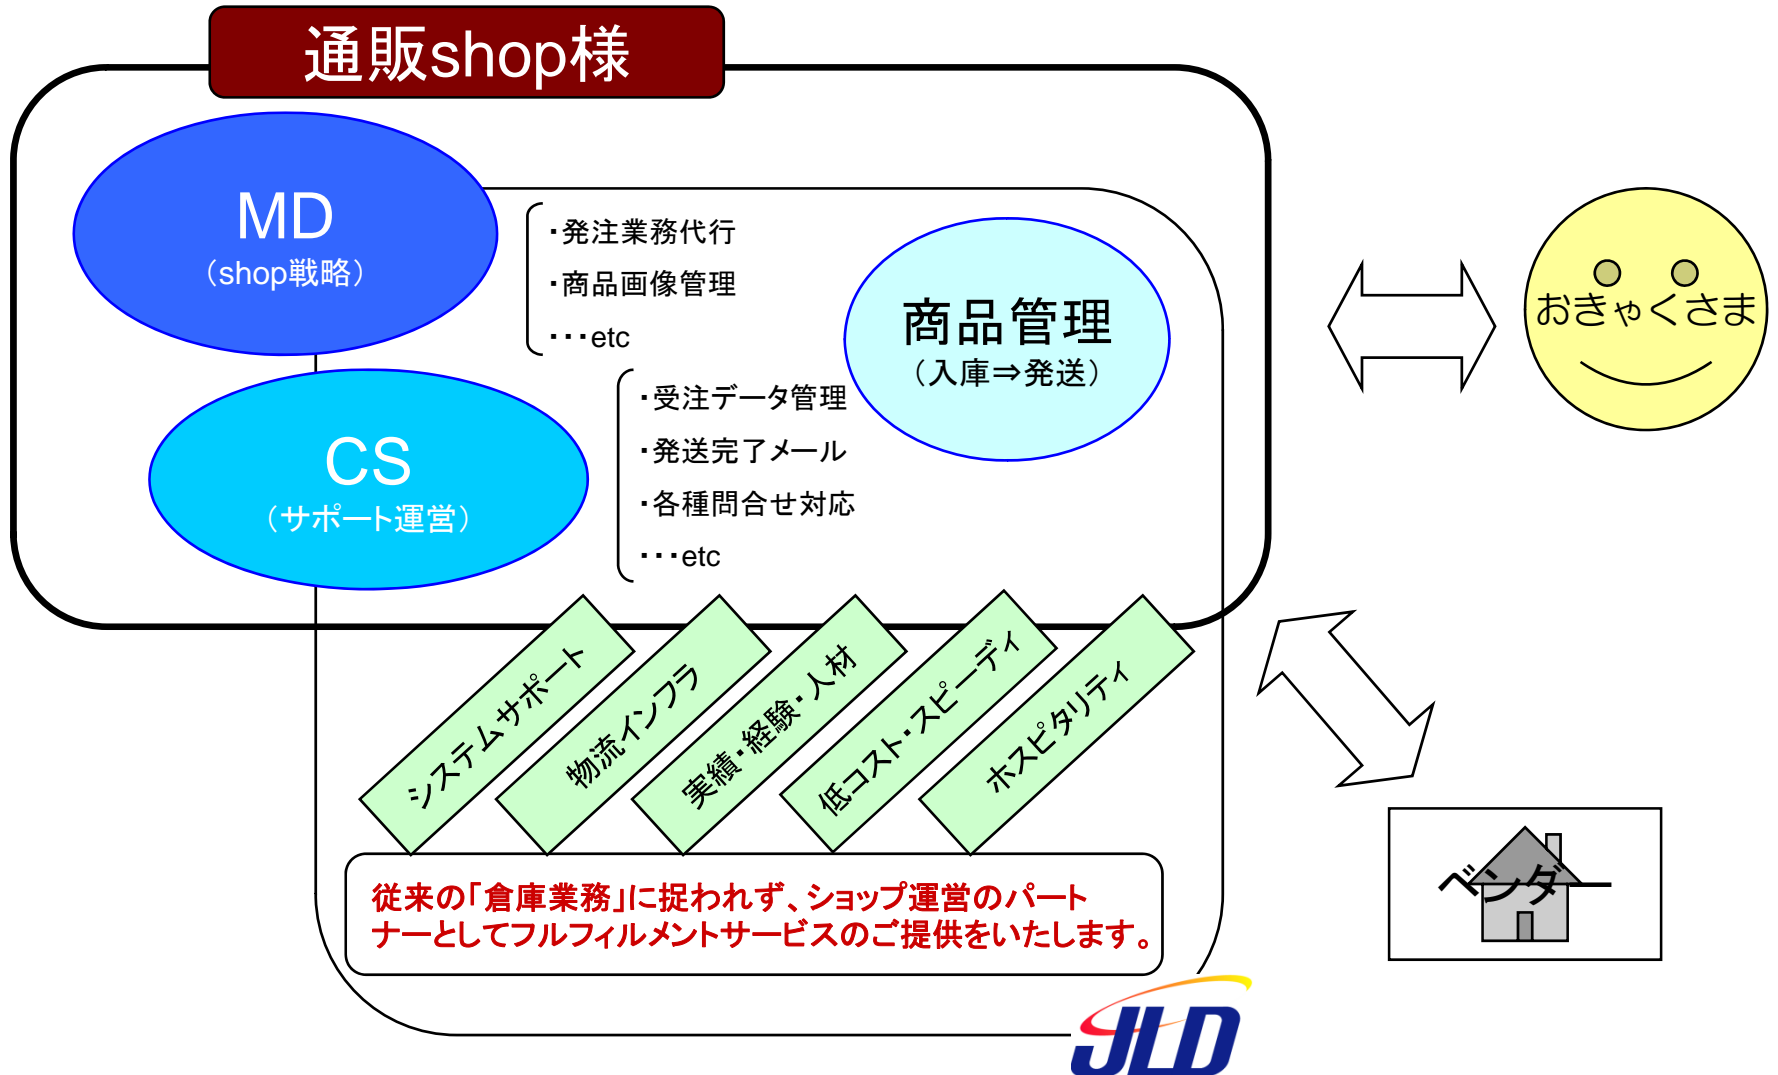 通販shop様
MD
（shop戦略）
・発注業務代行
・商品画像管理
・・・etc
商品管理
（入庫⇒発送）
おきゃくさま
CS
（サポート運営）
・受注データ管理
・発送完了メール
・各種問合せ対応
・・・etc
システムサポート
物流インフラ
実績・経験・人材
低コスト・スピーディ
ホスピタリティ
ベンダー
従来の「倉庫業務」に捉われず、ショップ運営のパート
ナーとしてフルフィルメントサービスのご提供をいたします。
JLD